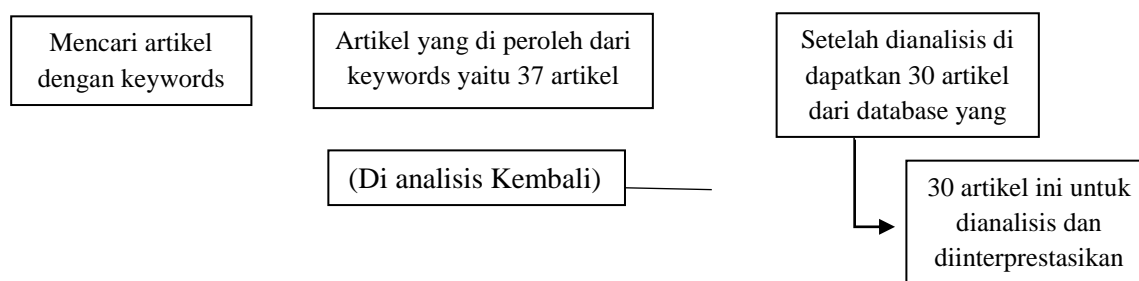 Mencari artikel
dengan keywords
Artikel yang di peroleh dari
keywords yaitu 37 artikel
Setelah dianalisis di
dapatkan 30 artikel
dari database yang
(Di analisis Kembali)
30 artikel ini untuk
dianalisis dan
diinterprestasikan